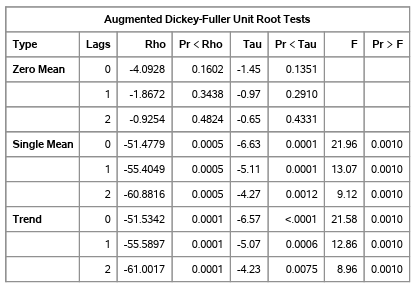 Augmented Dickey-Fuller Unit Root Tests
Type Lags Rho Pr < Rho Tau Pr < Tau F Pr > F
Zero Mean 0 -4.0928 0.1602 -1.45 0.1351
1 -1.8672 0.3438 -0.97 0.2910
2 -0.9254 0.4824 -0.65 0.4331
Single Mean 0 -51.4779 0.0005 -6.63 0.0001 21.96 0.0010
1 -55.4049 0.0005 -5.11 0.0001 13.07 0.0010
2 -60.8816 0.0005 -4.27 0.0012 9.12 0.0010
Trend 0 -51.5342 0.0001 -6.57 <.0001 21.58 0.0010
1 -55.5897 0.0001 -5.07 0.0006 12.86 0.0010
2 -61.0017 0.0001 -4.23 0.0075 8.96 0.0010